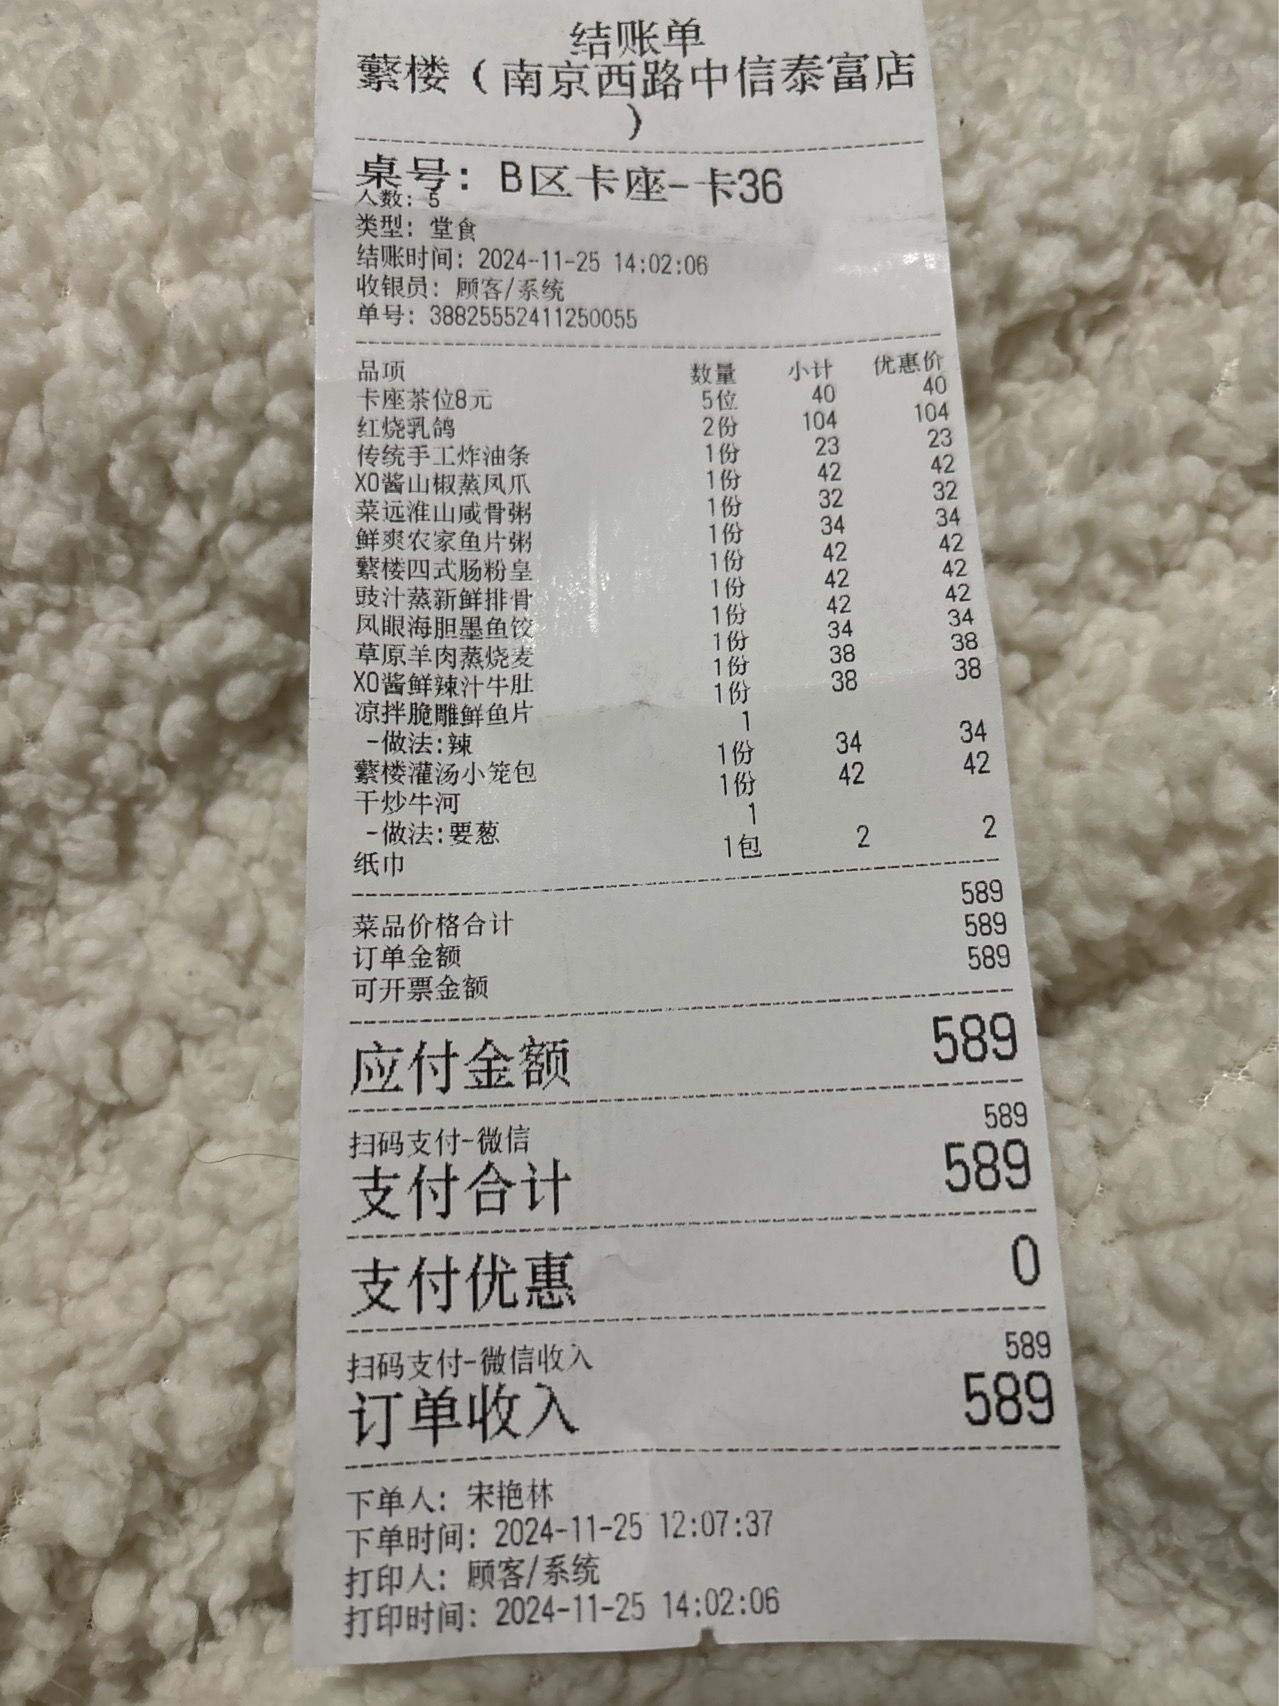 结账单
蘩楼（南京西路中信泰富店
）
桌号：B区卡座-卡36
人数：5
类型：堂食
结账时间：2024-11-25 14:02:06
收银员：顾客/系统
单号：38825552411250055
品项 数量 小计 优惠价
卡座茶位8元 5位 40 40
红烧乳鸽 2份 104 104
传统手工炸油条 1份 23 23
XO酱山椒蒸凤爪 1份 42 42
菜远淮山咸骨粥 1份 32 32
鲜爽农家鱼片粥 1份 34 34
蘩楼四式肠粉皇 1份 42 42
豉汁蒸新鲜排骨 1份 42 42
凤眼海胆墨鱼饺 1份 42 42
草原羊肉蒸烧麦 1份 34 34
XO酱鲜辣汁牛肚 1份 38 38
凉拌脆雕鲜鱼片 1份 38 38
-做法:辣 1
蘩楼灌汤小笼包 1份 34 34
干炒牛河 1份 42 42
-做法:要葱 1
纸巾 1包 2 2
菜品价格合计 589
订单金额 589
可开票金额 589
应付金额 589
扫码支付-微信 589
支付合计 589
支付优惠 0
扫码支付-微信收入 589
订单收入 589
下单人：宋艳林
下单时间：2024-11-25 12:07:37
打印人：顾客/系统
打印时间：2024-11-25 14:02:06